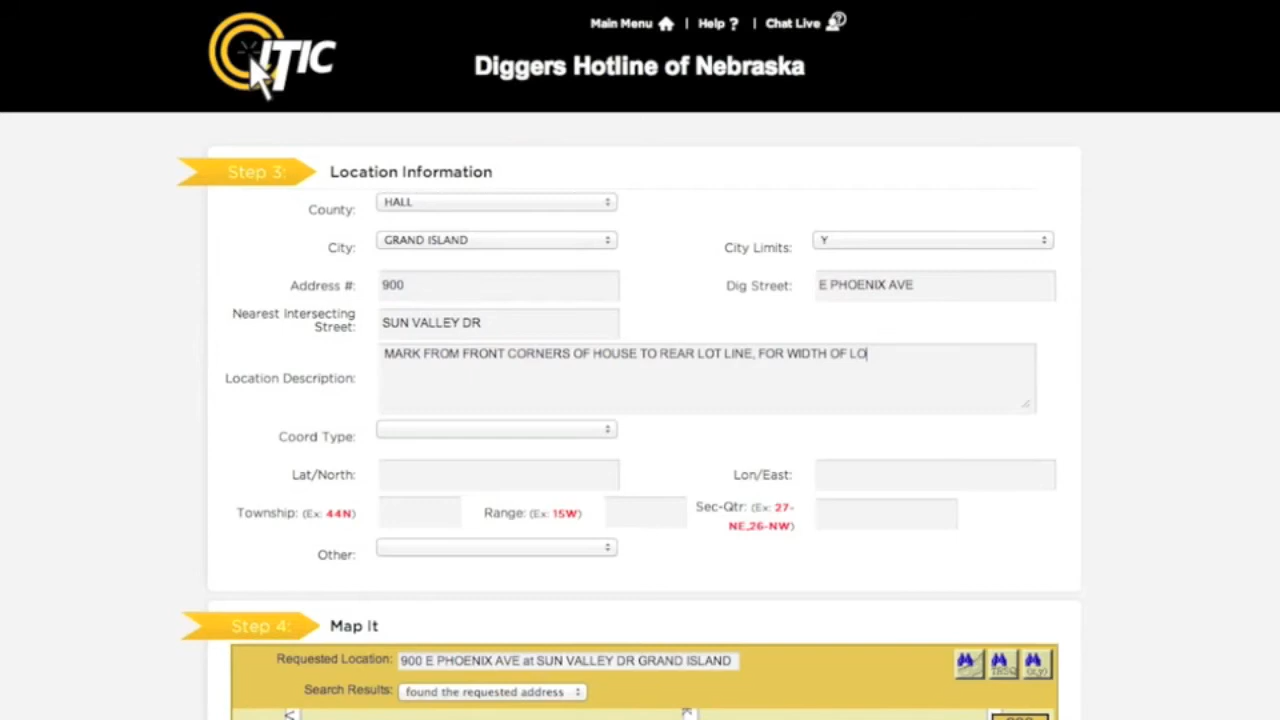 Main Menu | Help ? | Chat Live
ITIC
Diggers Hotline of Nebraska
Step 3: Location Information
County: HALL
City: GRAND ISLAND City Limits: Y
Address #: 900 Dig Street: E PHOENIX AVE
Nearest Intersecting
Street: SUN VALLEY DR
Location Description: MARK FROM FRONT CORNERS OF HOUSE TO REAR LOT LINE, FOR WIDTH OF LO
Coord Type:
Lat/North: Lon/East:
Township: (Ex: 44N) Range: (Ex: 15W) Sec-Qtr: (Ex: 27-
NE,26-NW)
Other:
Step 4: Map It
Requested Location: 900 E PHOENIX AVE at SUN VALLEY DR GRAND ISLAND
Search Results: found the requested address